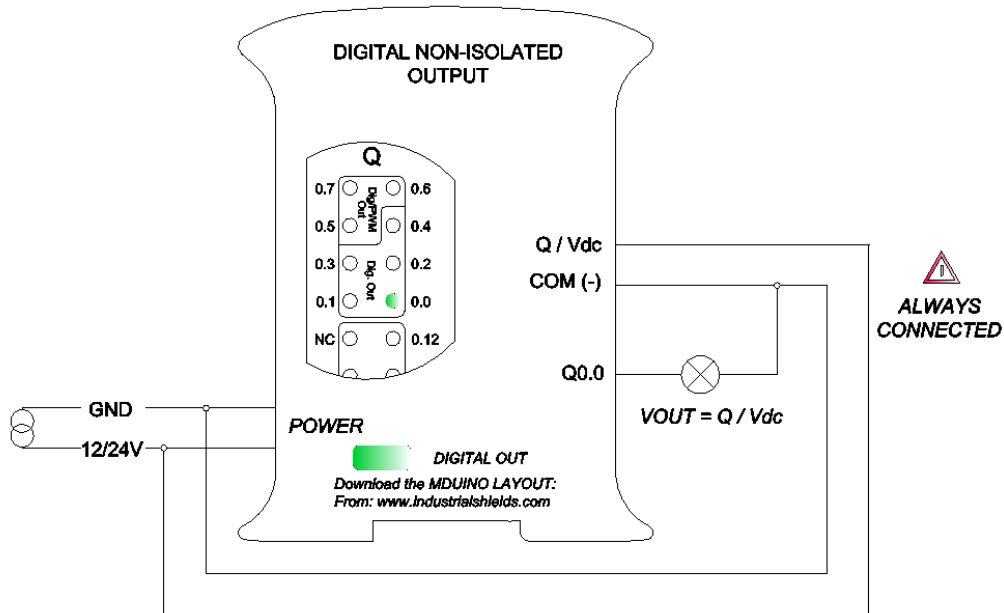 DIGITAL NON-ISOLATED
OUTPUT
Q
0.7
0.6
Dig/PWM
Out
0.5
0.4
0.3
Dig. Out
0.2
0.1
0.0
NC
0.12
Q / Vdc
COM (-)
ALWAYS
CONNECTED
Q0.0
VOUT = Q / Vdc
GND
12/24V
POWER
DIGITAL OUT
Download the MDUINO LAYOUT:
From: www.industrialshields.com